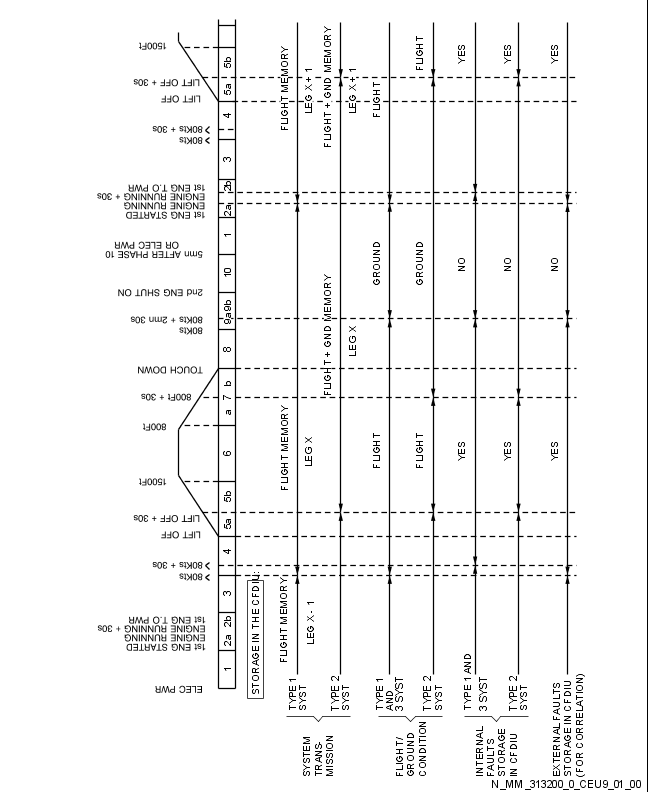 ELEC PWR
1st ENG STARTED
ENGINE RUNNING
ENGINE RUNNING + 30s
1st ENG T.O PWR
80Kts
80Kts + 30s
LIFT OFF
LIFT OFF + 30s
1500Ft
800Ft
800Ft + 30s
TOUCH DOWN
80Kts
80Kts + 2mn 30s
2nd ENG SHUT ON
5mn AFTER PHASE 10
OR ELEC PWR
1st ENG STARTED
ENGINE RUNNING
ENGINE RUNNING + 30s
1st ENG T.O PWR
80Kts
80Kts + 30s
LIFT OFF
LIFT OFF + 30s
1500Ft
1 2a 2b 3 4 5a 5b 6 a 7 b 8 9a 9b 10 1 2a 2b 3 4 5a 5b
STORAGE IN THE CFDIU:
SYSTEM
TRANS-
MISSION
TYPE 1
SYST
FLIGHT MEMORY
LEG X - 1
FLIGHT MEMORY
LEG X
FLIGHT MEMORY
LEG X + 1
TYPE 2
SYST
FLIGHT + GND MEMORY
LEG X
FLIGHT + GND MEMORY
LEG X + 1
FLIGHT/
GROUND
CONDITION
TYPE 1
AND
3 SYST
FLIGHT
GROUND
FLIGHT
TYPE 2
SYST
FLIGHT
GROUND
FLIGHT
INTERNAL
FAULTS
STORAGE
IN CFDIU
TYPE 1 AND
3 SYST
YES
NO
YES
TYPE 2
SYST
YES
NO
YES
EXTERNAL FAULTS
STORAGE IN CFDIU
(FOR CORRELATION)
YES
NO
YES
N_MM_313200_0_CEU9_01_00